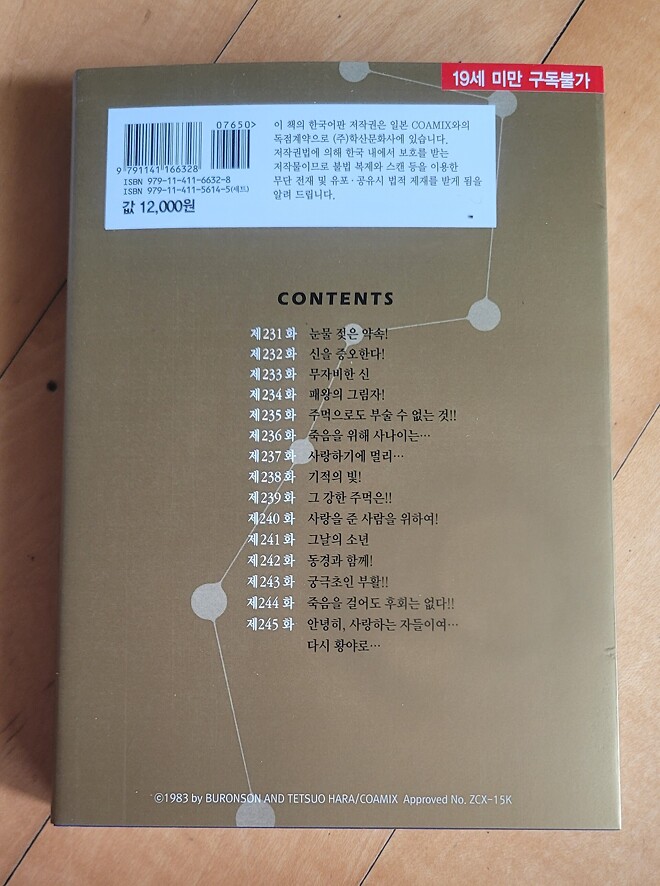 19세 미만 구독불가
07650>
9 791141 166328
ISBN 979-11-411-6632-8
ISBN 979-11-411-5614-5(세트)
값 12,000원
이 책의 한국어판 저작권은 일본 COAMIX와의
독점계약으로 (주)학산문화사에 있습니다.
저작권법에 의해 한국 내에서 보호를 받는
저작물이므로 불법 복제와 스캔 등을 이용한
무단 전재 및 유포·공유시 법적 제재를 받게 됨을
알려 드립니다.
CONTENTS
제231화 눈물 젖은 약속!
제232화 신을 증오한다!
제233화 무자비한 신
제234화 패왕의 그림자!
제235화 주먹으로도 부술 수 없는 것!!
제236화 죽음을 위해 사나이는…
제237화 사랑하기에 멀리…
제238화 기적의 빛!
제239화 그 강한 주먹은!!
제240화 사랑을 준 사람을 위하여!
제241화 그날의 소년
제242화 동경과 함께!
제243화 궁극초인 부활!!
제244화 죽음을 걸어도 후회는 없다!!
제245화 안녕히, 사랑하는 자들이여…
다시 황야로…
©1983 by BURONSON AND TETSUO HARA/COAMIX Approved No. ZCX-15K